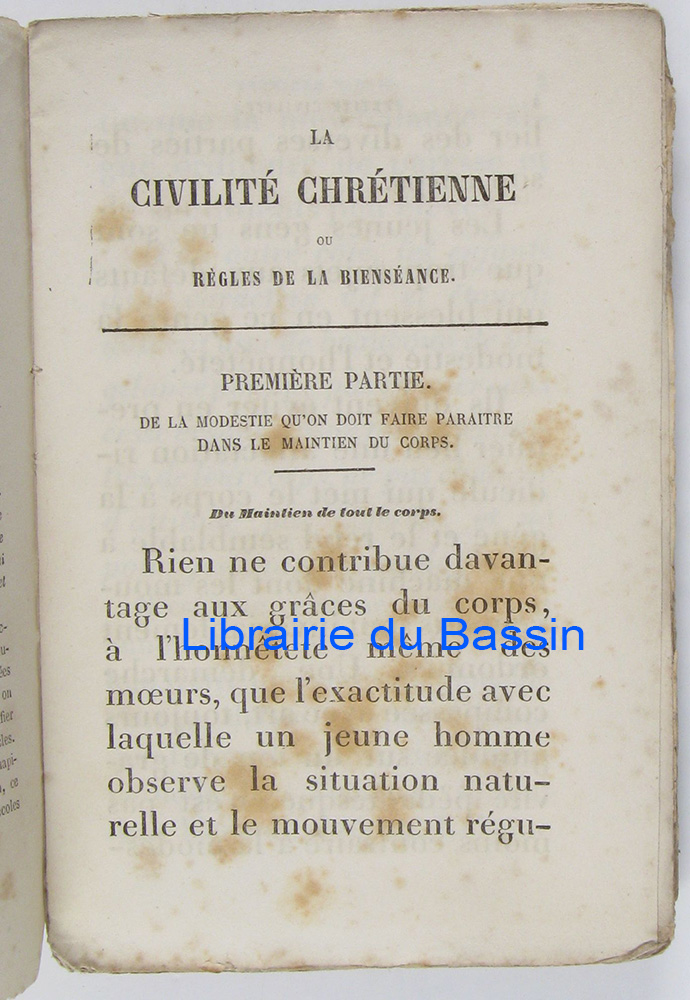 LA
CIVILITÉ CHRÉTIENNE
OU
RÈGLES DE LA BIENSÉANCE.
PREMIÈRE PARTIE.
DE LA MODESTIE QU'ON DOIT FAIRE PARAITRE
DANS LE MAINTIEN DU CORPS.
Du Maintien de tout le corps.
Rien ne contribue davan-
tage aux grâces du corps,
à l'honnêteté même des
Librairie du Bassin
mœurs, que l'exactitude avec
laquelle un jeune homme
observe la situation natu-
relle et le mouvement régu-